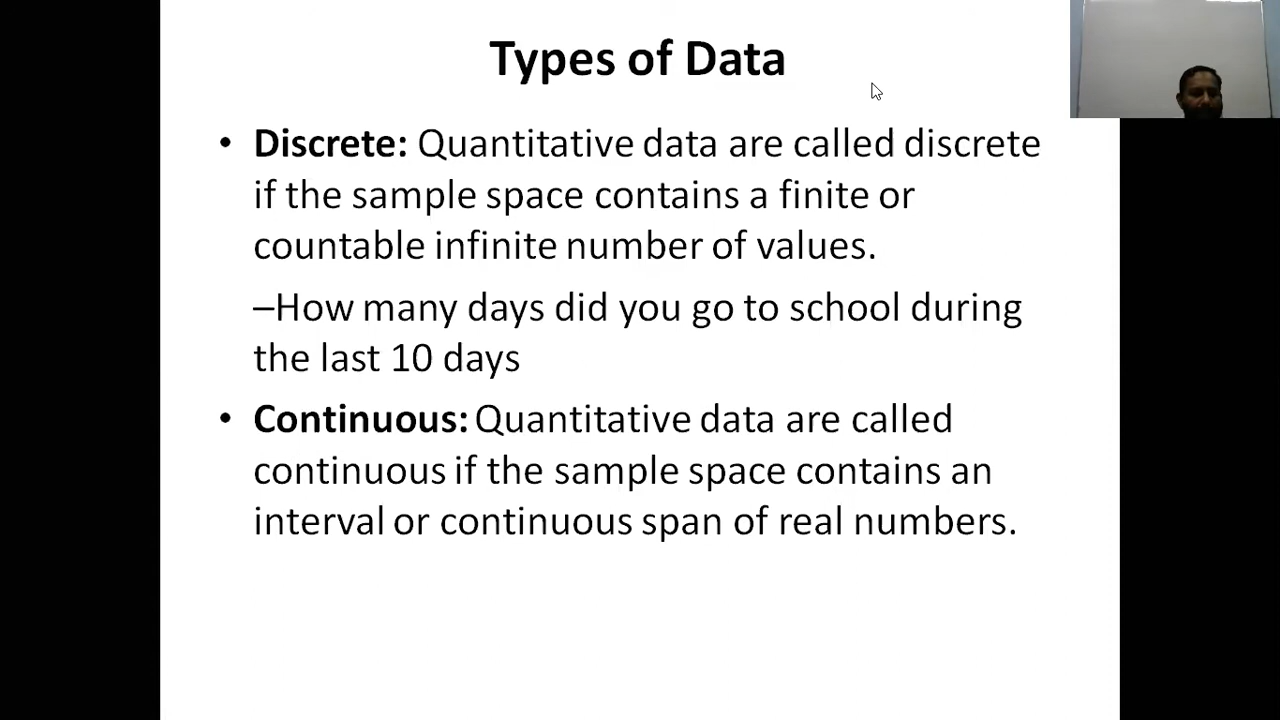 Types of Data
• Discrete: Quantitative data are called discrete
if the sample space contains a finite or
countable infinite number of values.
–How many days did you go to school during
the last 10 days
• Continuous: Quantitative data are called
continuous if the sample space contains an
interval or continuous span of real numbers.